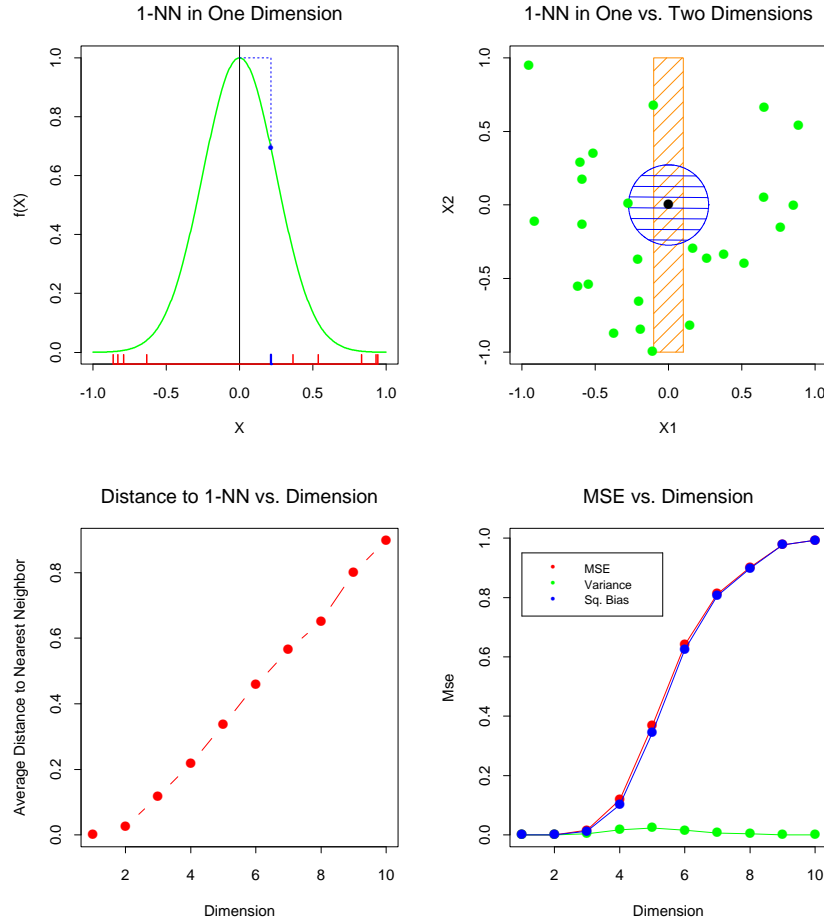 1-NN in One Dimension
f(X)
0.0 0.2 0.4 0.6 0.8 1.0
-1.0 -0.5 0.0 0.5 1.0
X
1-NN in One vs. Two Dimensions
X2
-1.0 -0.5 0.0 0.5 1.0
-1.0 -0.5 0.0 0.5 1.0
X1
Distance to 1-NN vs. Dimension
Average Distance to Nearest Neighbor
0.0 0.2 0.4 0.6 0.8
2 4 6 8 10
Dimension
MSE vs. Dimension
Mse
0.0 0.2 0.4 0.6 0.8 1.0
MSE
Variance
Sq. Bias
2 4 6 8 10
Dimension